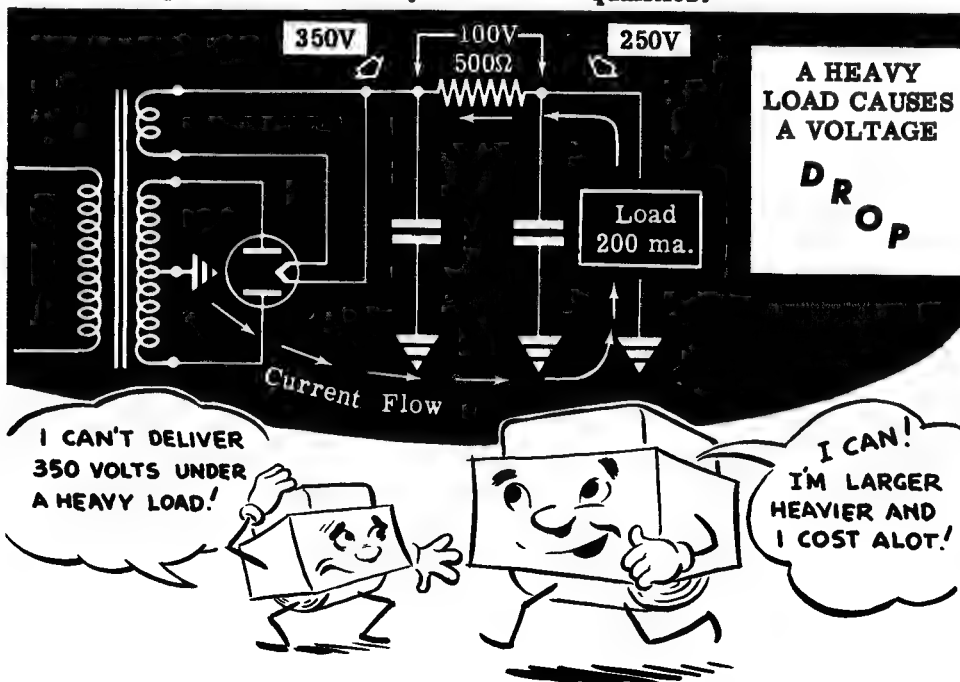 350V
100V
500Ω
250V
A HEAVY
LOAD CAUSES
A VOLTAGE
DROP
Load
200 ma.
Current Flow
I CAN'T DELIVER
350 VOLTS UNDER
A HEAVY LOAD!
I CAN!
I'M LARGER
HEAVIER AND
I COST ALOT!